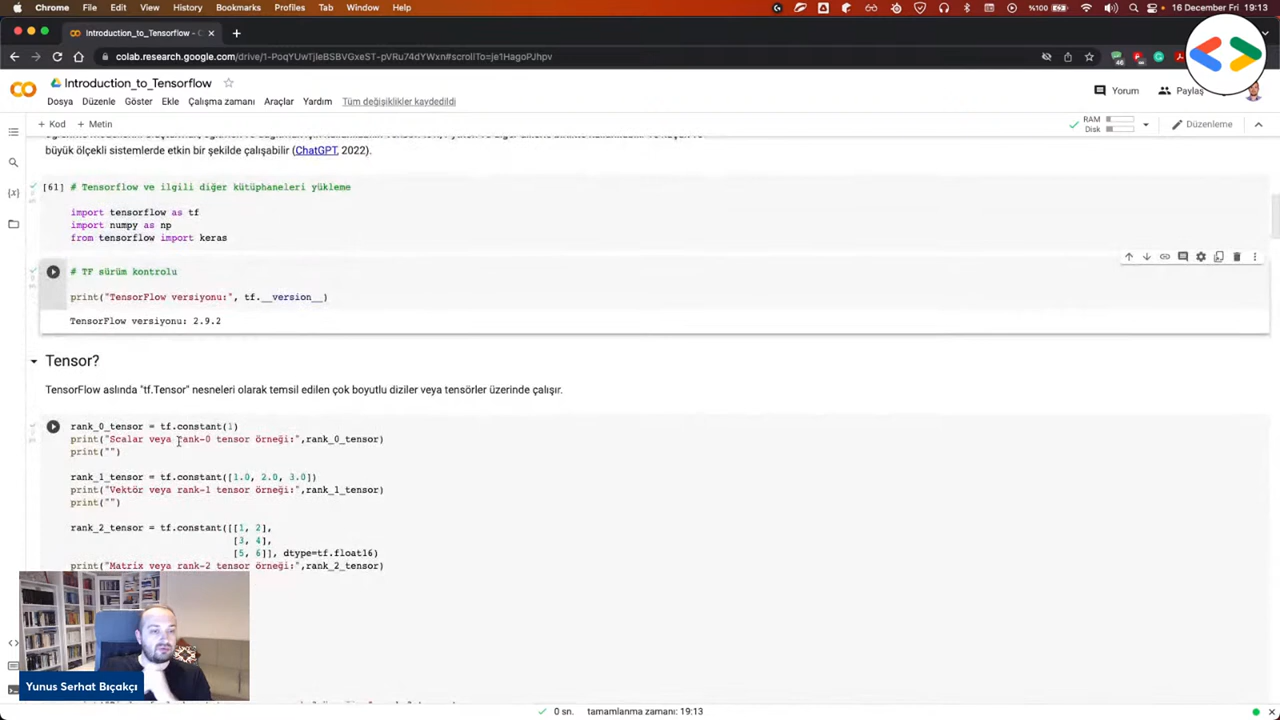 Chrome File Edit View History Bookmarks Profiles Tab Window Help
%100
16 December Fri 19:13
Introduction_to_Tensorflow - C
colab.research.google.com/drive/1-PoqYUwTjIeBSBVGxeST-pVRu74dYWxn#scrollTo=je1HagoPJhpv
Introduction_to_Tensorflow
Yorum
Paylaş
Dosya Düzenle Göster Ekle Çalışma zamanı Araçlar Yardım Tüm değişiklikler kaydedildi
+ Kod + Metin
RAM
Disk
Düzenleme
büyük ölçekli sistemlerde etkin bir şekilde çalışabilir (ChatGPT, 2022).
[61] # Tensorflow ve ilgili diğer kütüphaneleri yükleme
import tensorflow as tf
import numpy as np
from tensorflow import keras
# TF sürüm kontrolu
print("TensorFlow versiyonu:", tf.__version__)
TensorFlow versiyonu: 2.9.2
Tensor?
TensorFlow aslında "tf.Tensor" nesneleri olarak temsil edilen çok boyutlu diziler veya tensörler üzerinde çalışır.
rank_0_tensor = tf.constant(1)
print("Scalar veya rank-0 tensor örneği:",rank_0_tensor)
print("")
rank_1_tensor = tf.constant([1.0, 2.0, 3.0])
print("Vektör veya rank-1 tensor örneği:",rank_1_tensor)
print("")
rank_2_tensor = tf.constant([[1, 2],
[3, 4],
[5, 6]], dtype=tf.float16)
print("Matrix veya rank-2 tensor örneği:",rank_2_tensor)
Yunus Serhat Bıçakçı
0 sn. tamamlanma zamanı: 19:13